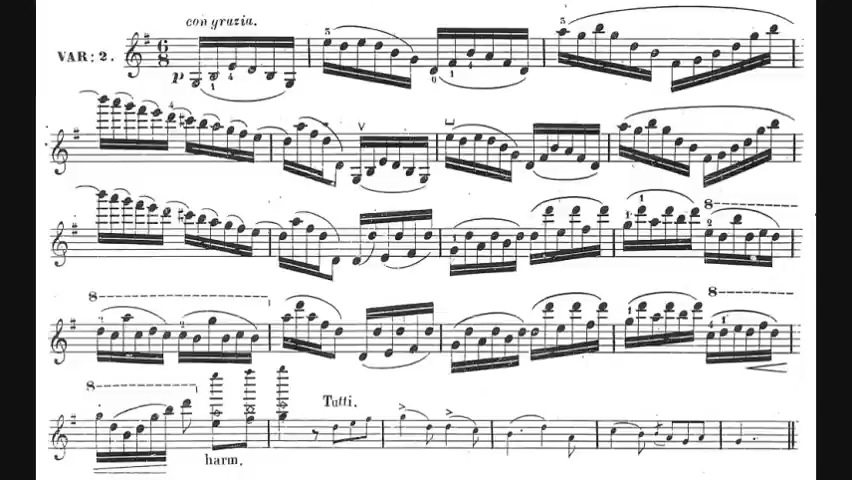 con grazia.
VAR: 2.
p
Tutti.
harm.